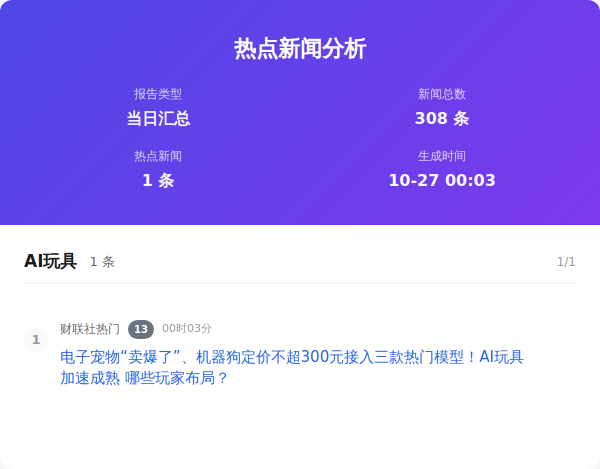 热点新闻分析
报告类型
新闻总数
当日汇总
308 条
热点新闻
生成时间
1 条
10-27 00:03
AI玩具 1 条 1/1
1 财联社热门 13 00时03分
电子宠物“卖爆了”、机器狗定价不超300元接入三款热门模型！AI玩具
加速成熟 哪些玩家布局？